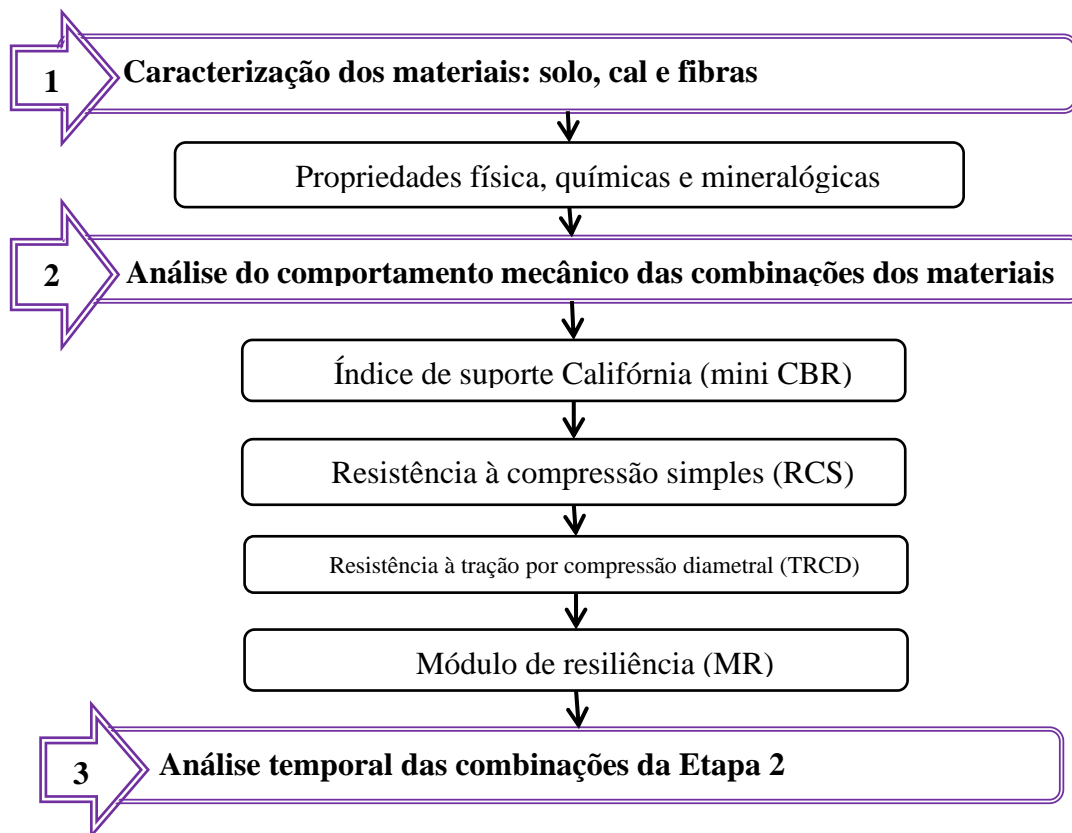 1
Caracterização dos materiais: solo, cal e fibras
Propriedades física, químicas e mineralógicas
2
Análise do comportamento mecânico das combinações dos materiais
Índice de suporte Califórnia (mini CBR)
Resistência à compressão simples (RCS)
Resistência à tração por compressão diametral (TRCD)
Módulo de resiliência (MR)
3
Análise temporal das combinações da Etapa 2